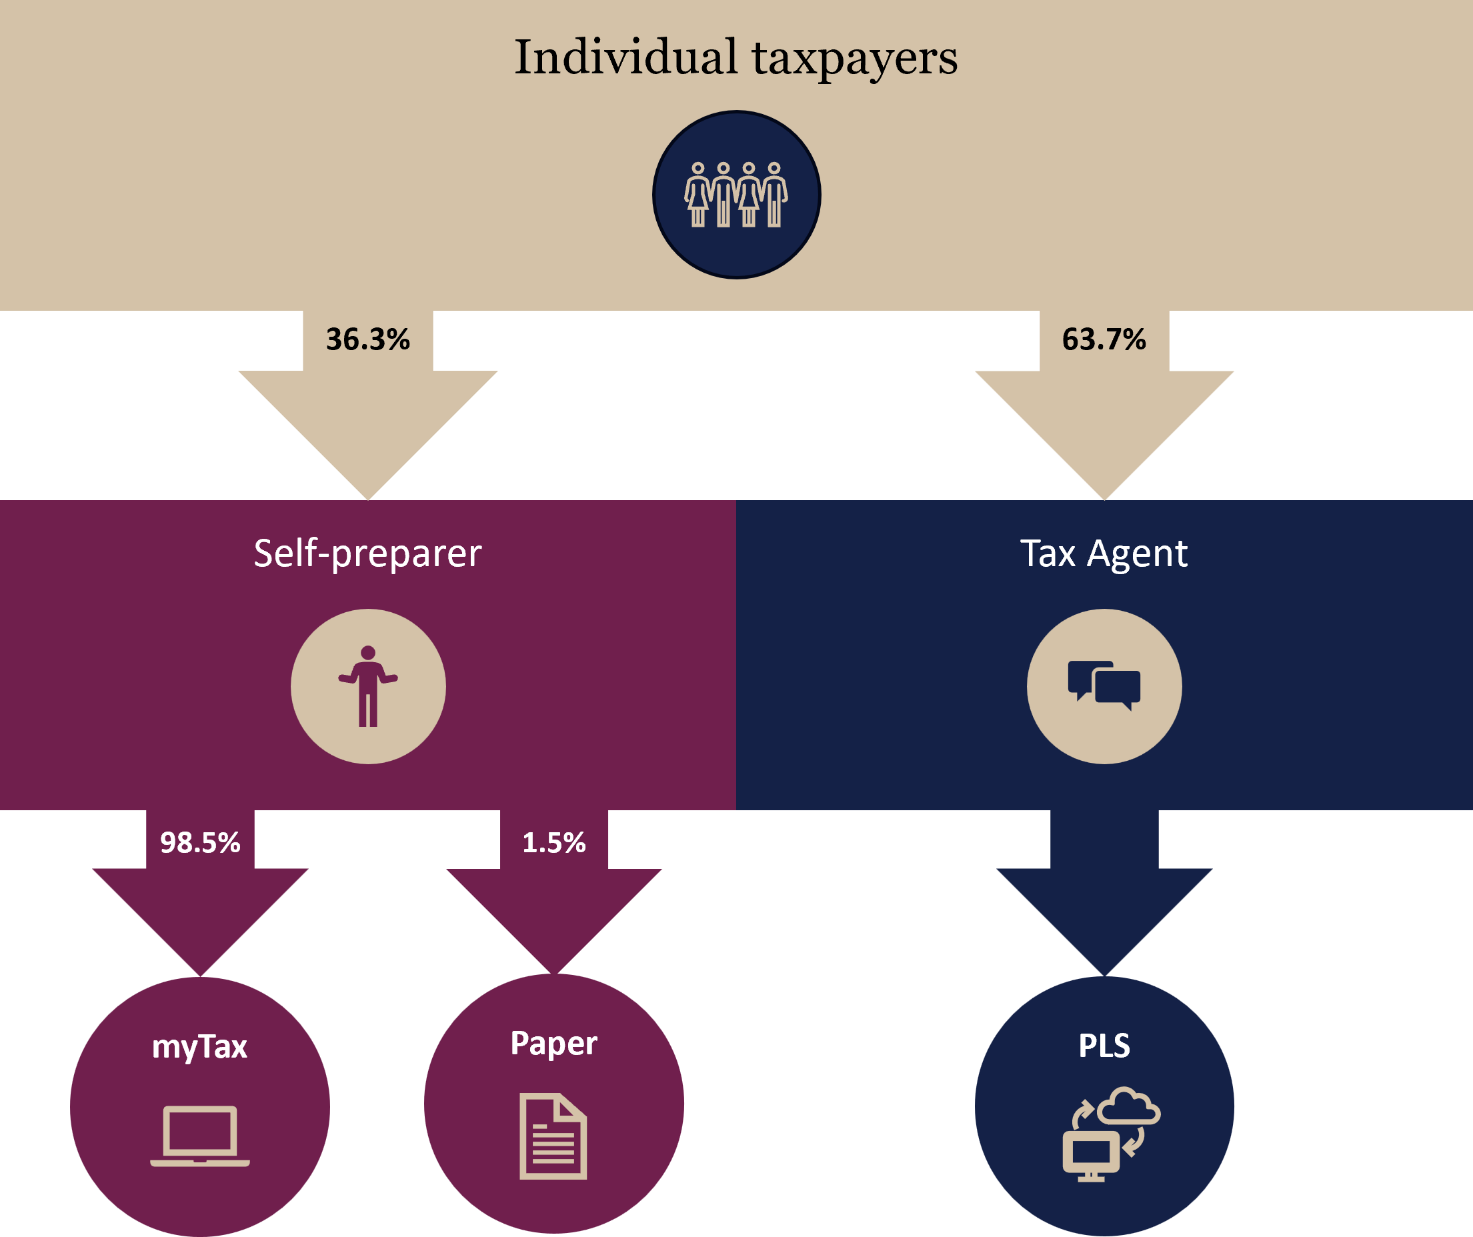 Individual taxpayers
36.3%
63.7%
Self-preparer
Tax Agent
98.5%
1.5%
myTax
Paper
PLS